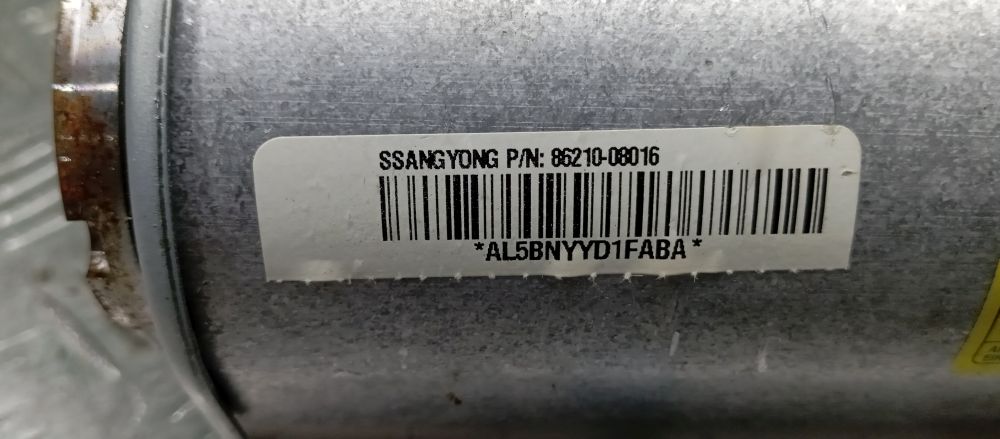 SSANGYONG P/N: 86210-08016
*AL5BNYYD1FABA*